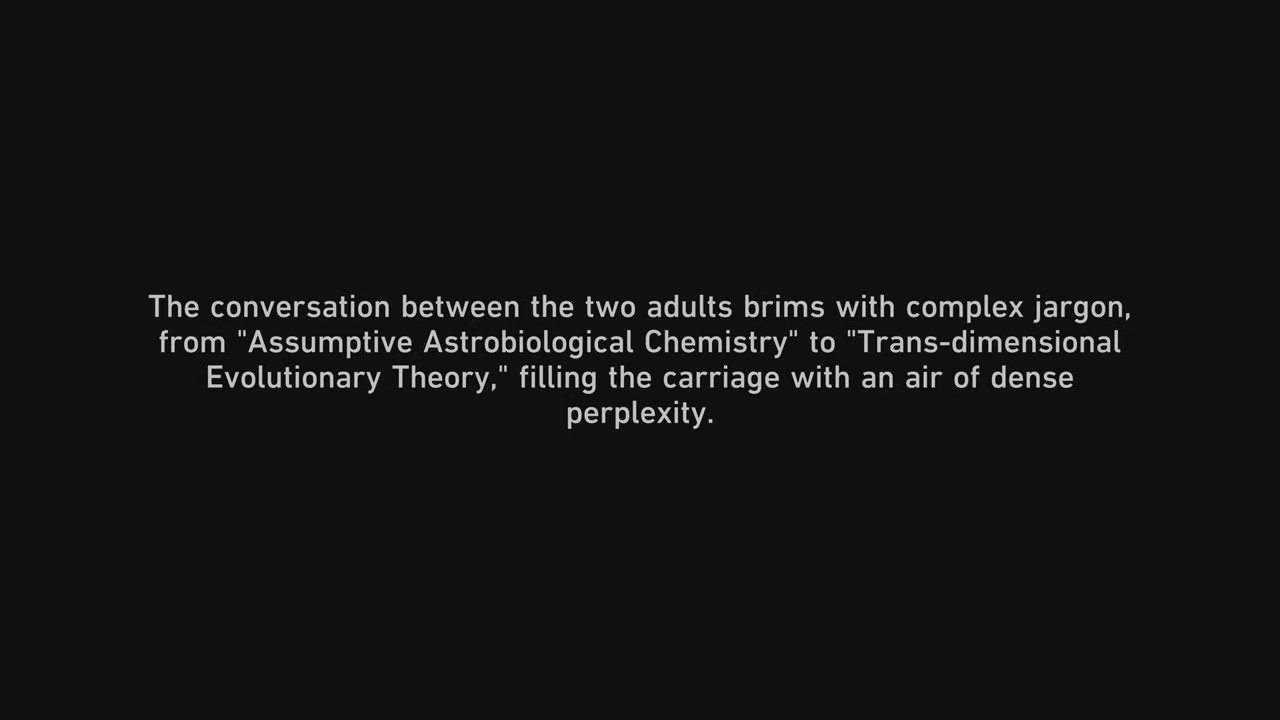 The conversation between the two adults brims with complex jargon,
from "Assumptive Astrobiological Chemistry" to "Trans-dimensional
Evolutionary Theory," filling the carriage with an air of dense
perplexity.